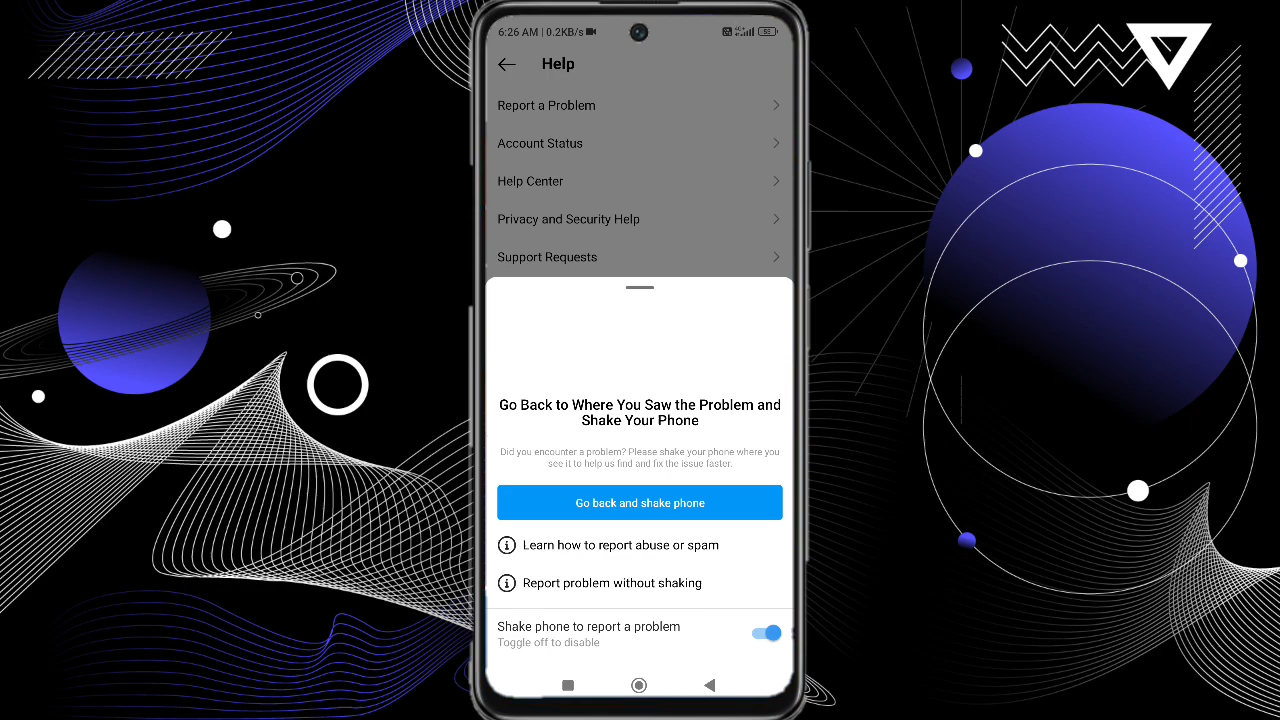 6:26 AM | 0.2KB/s
Help
Report a Problem
Account Status
Help Center
Privacy and Security Help
Support Requests
Go Back to Where You Saw the Problem and
Shake Your Phone
Did you encounter a problem? Please shake your phone where you
see it to help us find and fix the issue faster.
Go back and shake phone
Learn how to report abuse or spam
Report problem without shaking
Shake phone to report a problem
Toggle off to disable